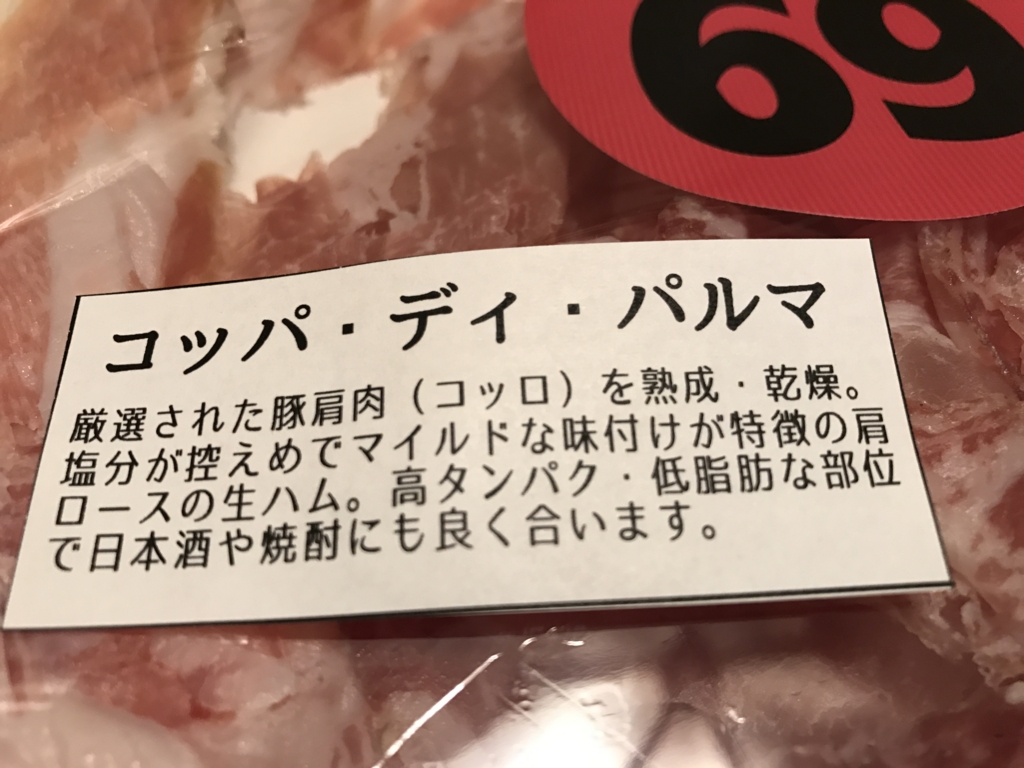 69
コッパ・ディ・パルマ
厳選された豚肩肉（コッロ）を熟成・乾燥。
塩分が控えめでマイルドな味付けが特徴の肩
ロースの生ハム。高タンパク・低脂肪な部位
で日本酒や焼酎にも良く合います。